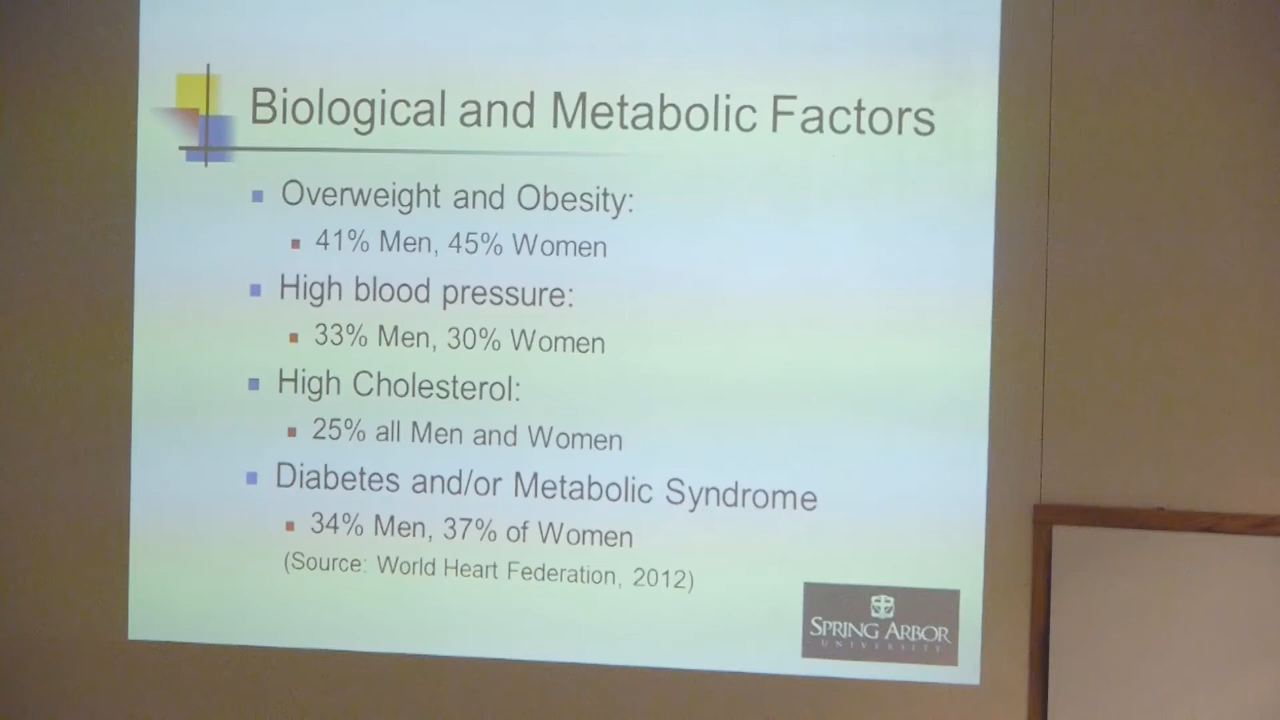 Biological and Metabolic Factors
Overweight and Obesity:
41% Men, 45% Women
High blood pressure:
33% Men, 30% Women
High Cholesterol:
25% all Men and Women
Diabetes and/or Metabolic Syndrome
34% Men, 37% of Women
(Source: World Heart Federation, 2012)
SPRING ARBOR
UNIVERSITY